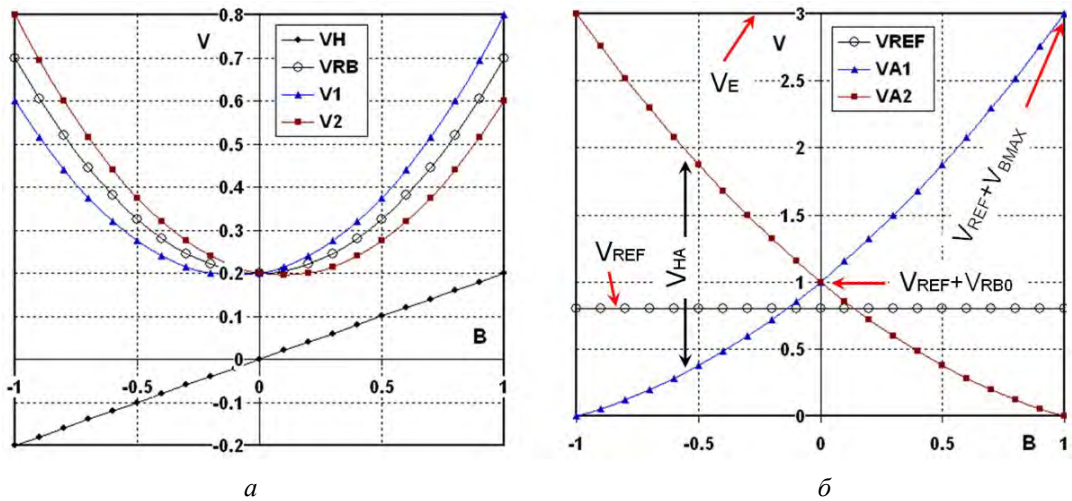 0.8
V
0.7
0.6
0.5
0.4
0.3
0.2
0.1
0
-0.1
-0.2
-1
-0.5
0
0.5
1
B
VH
VRB
V1
V2
а
3
2.5
2
1.5
1
0.5
0
V
-1
-0.5
0
0.5
B
1
VREF
VA1
VA2
VE
VREF
VHA
VREF+VRB0
VREF+VBMAX
б